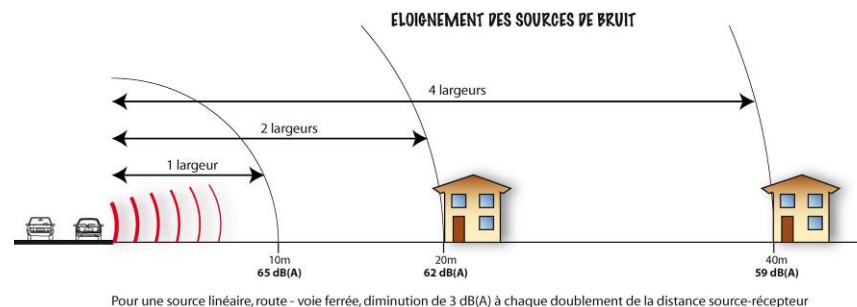 ELOIGNEMENT DES SOURCES DE BRUIT
4 largeurs
2 largeurs
1 largeur
10m 20m 40m
65 dB(A) 62 dB(A) 59 dB(A)
Pour une source linéaire, route - voie ferrée, diminution de 3 dB(A) à chaque doublement de la distance source-récepteur